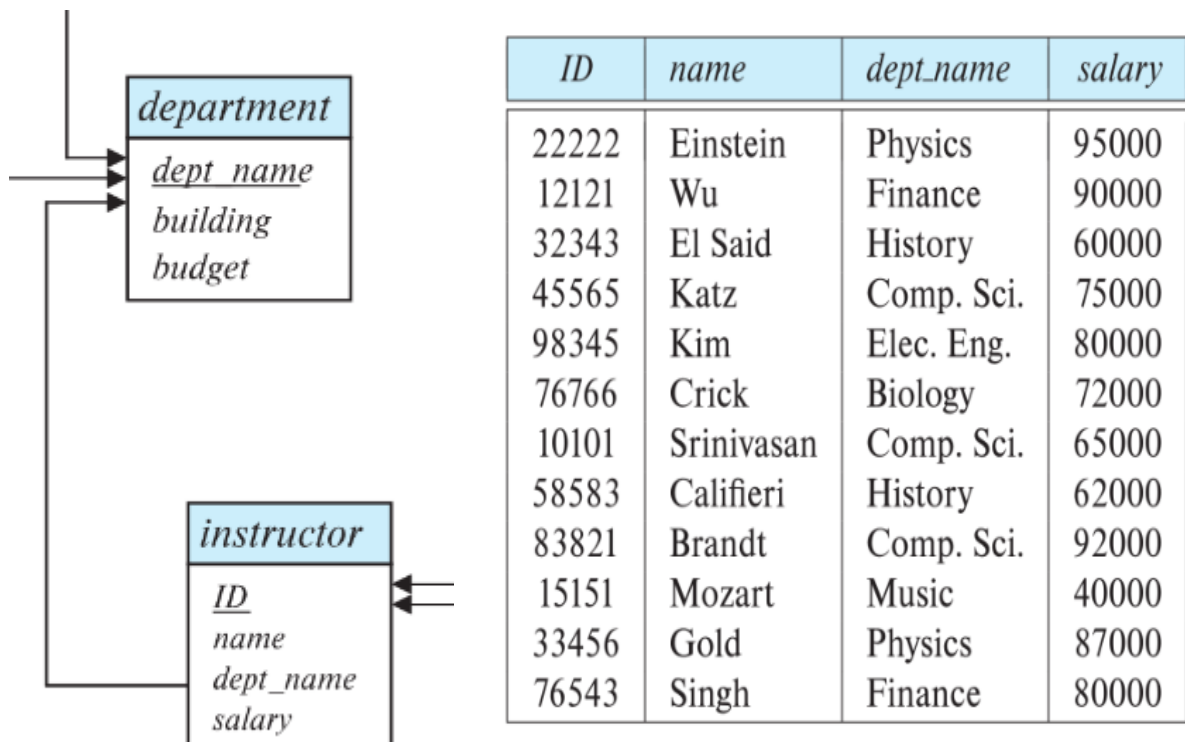 department
dept_name
building
budget
instructor
ID
name
dept_name
salary
ID name dept_name salary
22222 Einstein Physics 95000
12121 Wu Finance 90000
32343 El Said History 60000
45565 Katz Comp. Sci. 75000
98345 Kim Elec. Eng. 80000
76766 Crick Biology 72000
10101 Srinivasan Comp. Sci. 65000
58583 Califieri History 62000
83821 Brandt Comp. Sci. 92000
15151 Mozart Music 40000
33456 Gold Physics 87000
76543 Singh Finance 80000